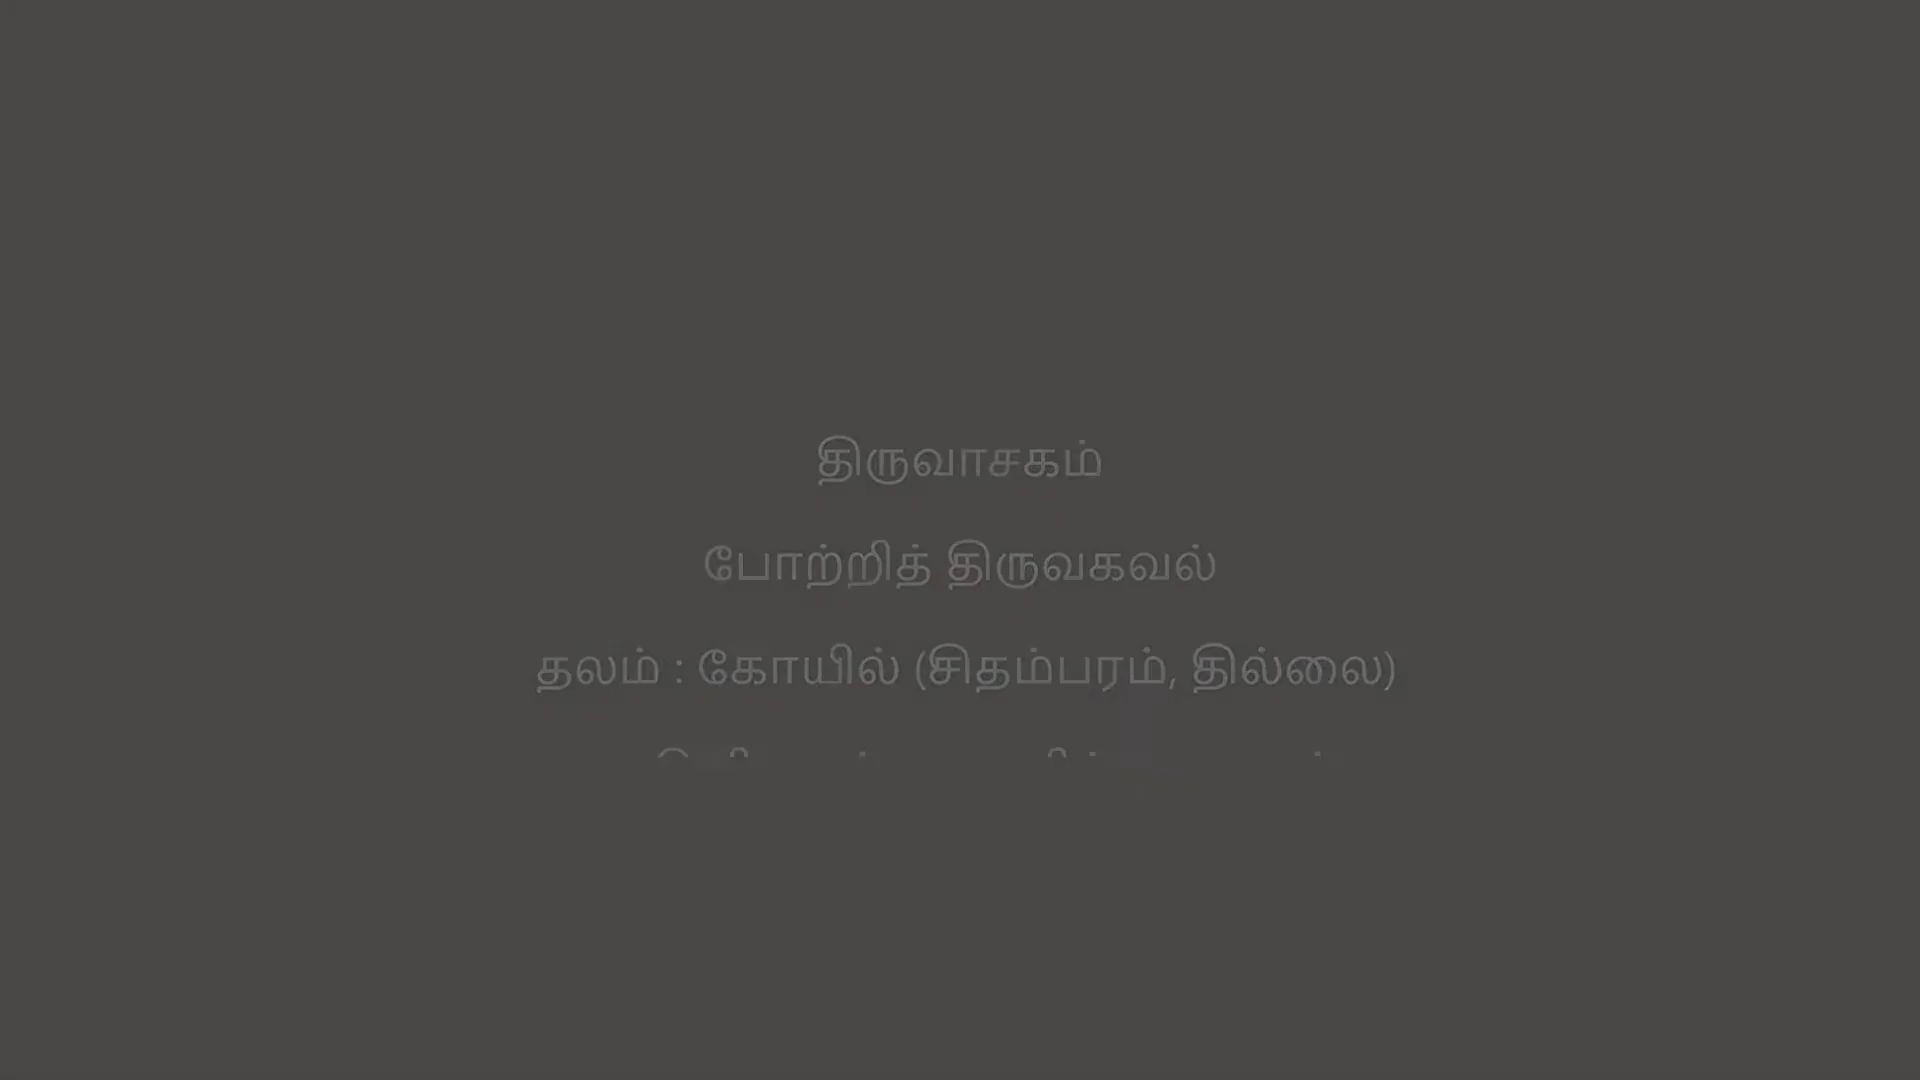 திருவாசகம்
போற்றித் திருவகவல்
தலம் : கோயில் (சிதம்பரம், தில்லை)